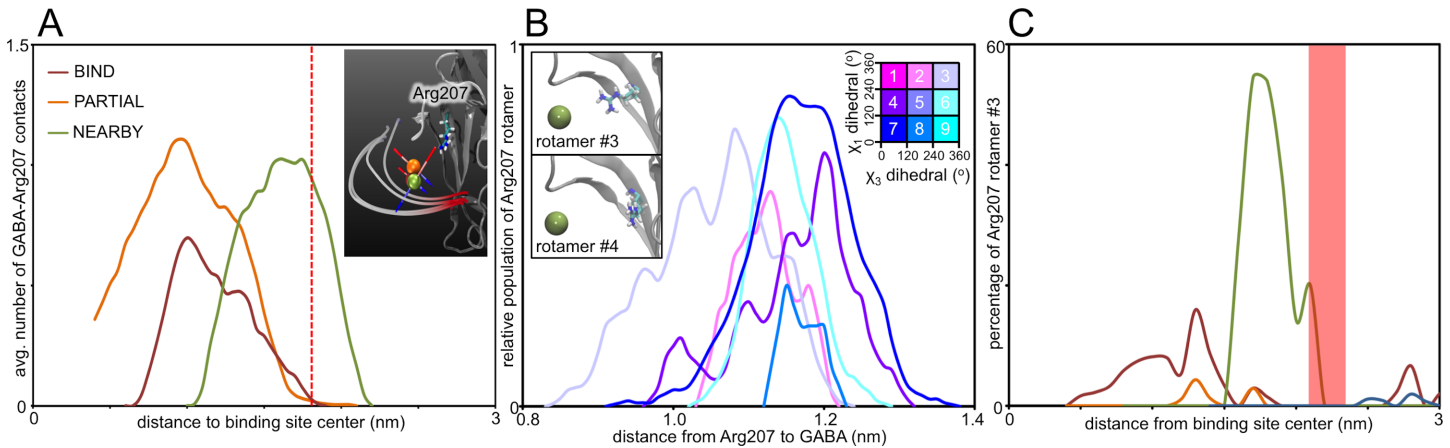 A
1.5
avg. number of GABA-Arg207 contacts
BIND
PARTIAL
NEARBY
Arg207
0
0
3
distance to binding site center (nm)
B
1
relative population of Arg207 rotamer
rotamer #3
rotamer #4
χ1 dihedral (º)
0 120 240 360
1 2 3
4 5 6
7 8 9
0 120 240 360
χ3 dihedral (º)
0
0.8
1.0
1.2
1.4
distance from Arg207 to GABA (nm)
C
60
percentage of Arg207 rotamer #3
0
0
3
distance from binding site center (nm)